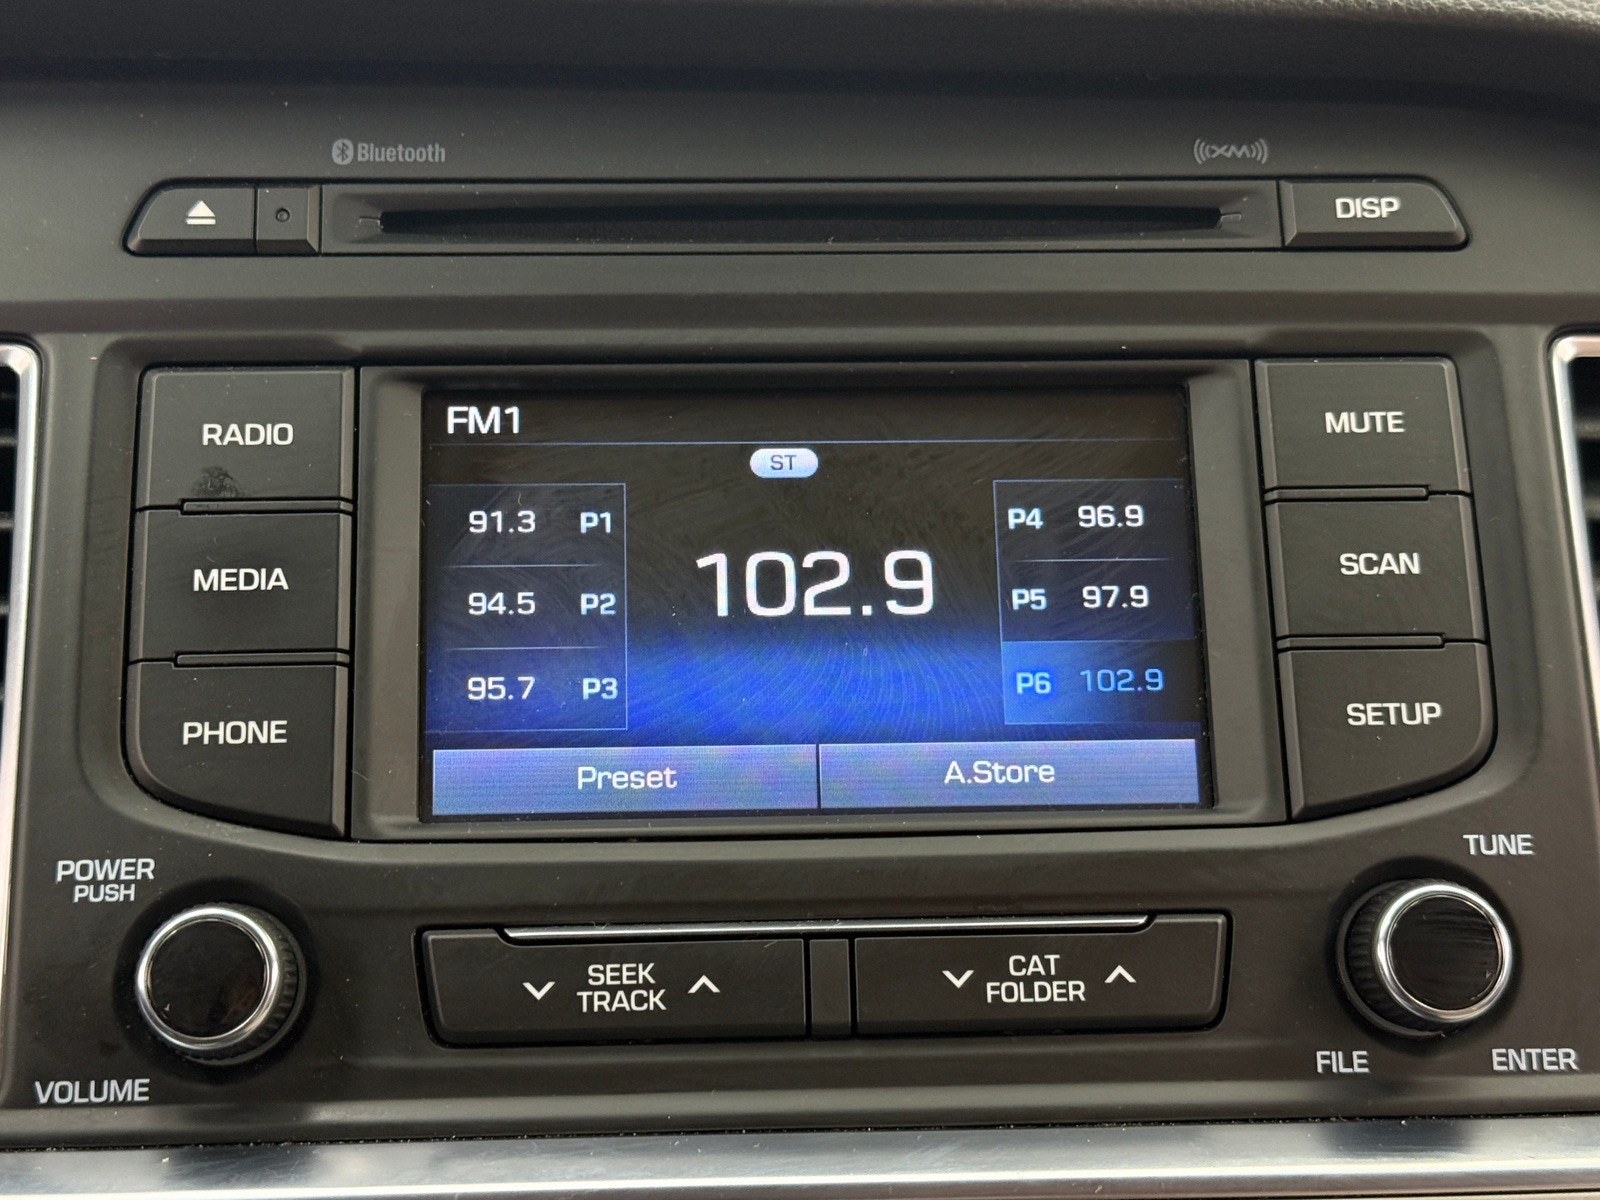 Bluetooth
XM
DISP
RADIO
MEDIA
PHONE
FM1
ST
91.3 P1
94.5 P2
95.7 P3
102.9
P4 96.9
P5 97.9
P6 102.9
Preset
A.Store
MUTE
SCAN
SETUP
POWER
PUSH
VOLUME
SEEK
TRACK
CAT
FOLDER
TUNE
FILE
ENTER